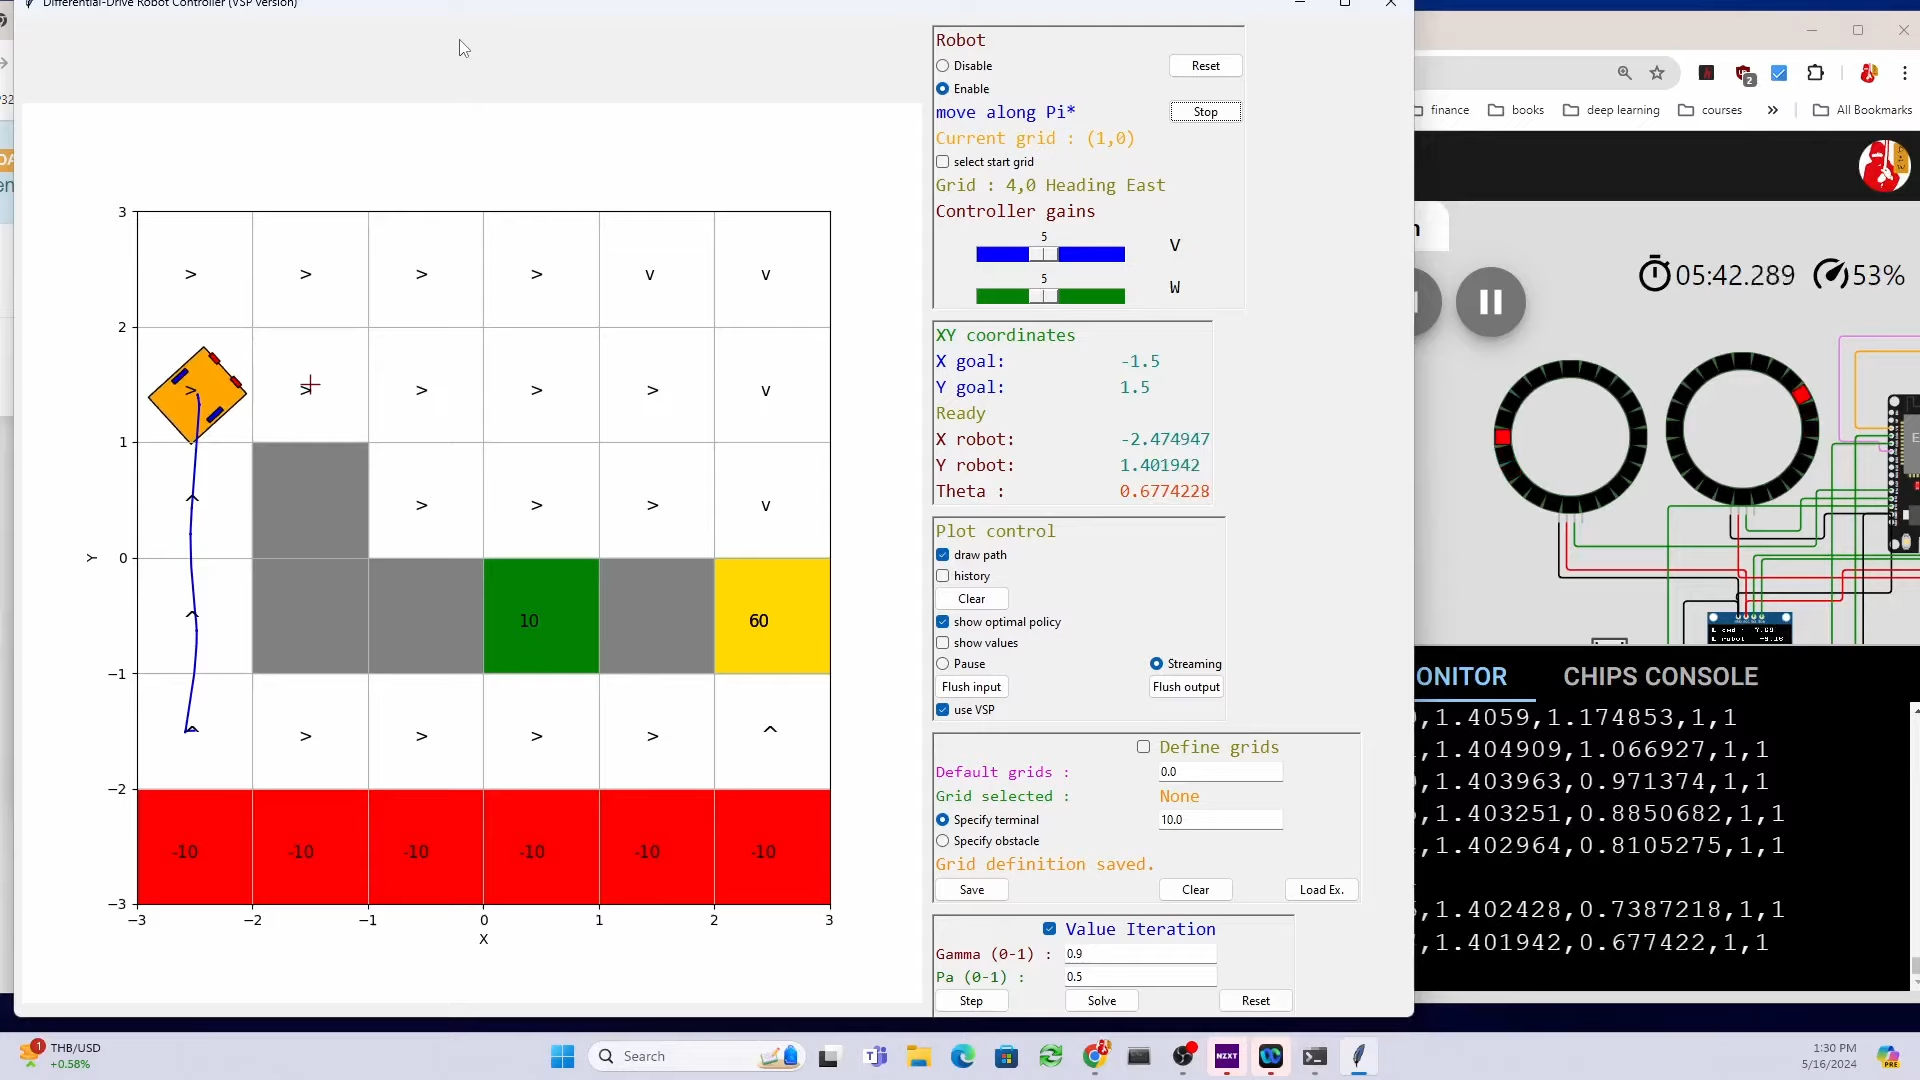 Differential-Drive Robot Controller (VSP version)
Robot
Disable
Reset
Enable
move along Pi*
Stop
Current grid : (1,0)
select start grid
Grid : 4,0 Heading East
Controller gains
5
V
5
W
XY coordinates
X goal: -1.5
Y goal: 1.5
Ready
X robot: -2.474947
Y robot: 1.401942
Theta : 0.6774228
Plot control
draw path
history
Clear
show optimal policy
show values
Pause
Streaming
Flush input
Flush output
use VSP
Define grids
Default grids : 0.0
Grid selected : None
Specify terminal 10.0
Specify obstacle
Grid definition saved.
Save
Clear
Load Ex.
Value Iteration
Gamma (0-1) : 0.9
Pa (0-1) : 0.5
Step
Solve
Reset
3
> > > > v v
2
> > > > > v
1
^ > > > v
Y
0
^ 10 60
−1
^ > > > > ^
−2
-10 -10 -10 -10 -10 -10
−3
−3 −2 −1 0 1 2 3
X
2
finance
books
deep learning
courses
»
All Bookmarks
05:42.289
53%
ONITOR
CHIPS CONSOLE
,1.4059,1.174853,1,1
,1.404909,1.066927,1,1
,1.403963,0.971374,1,1
,1.403251,0.8850682,1,1
,1.402964,0.8105275,1,1
,1.402428,0.7387218,1,1
,1.401942,0.677422,1,1
1
THB/USD
+0.58%
Search
NZXT
1:30 PM
5/16/2024
PRE